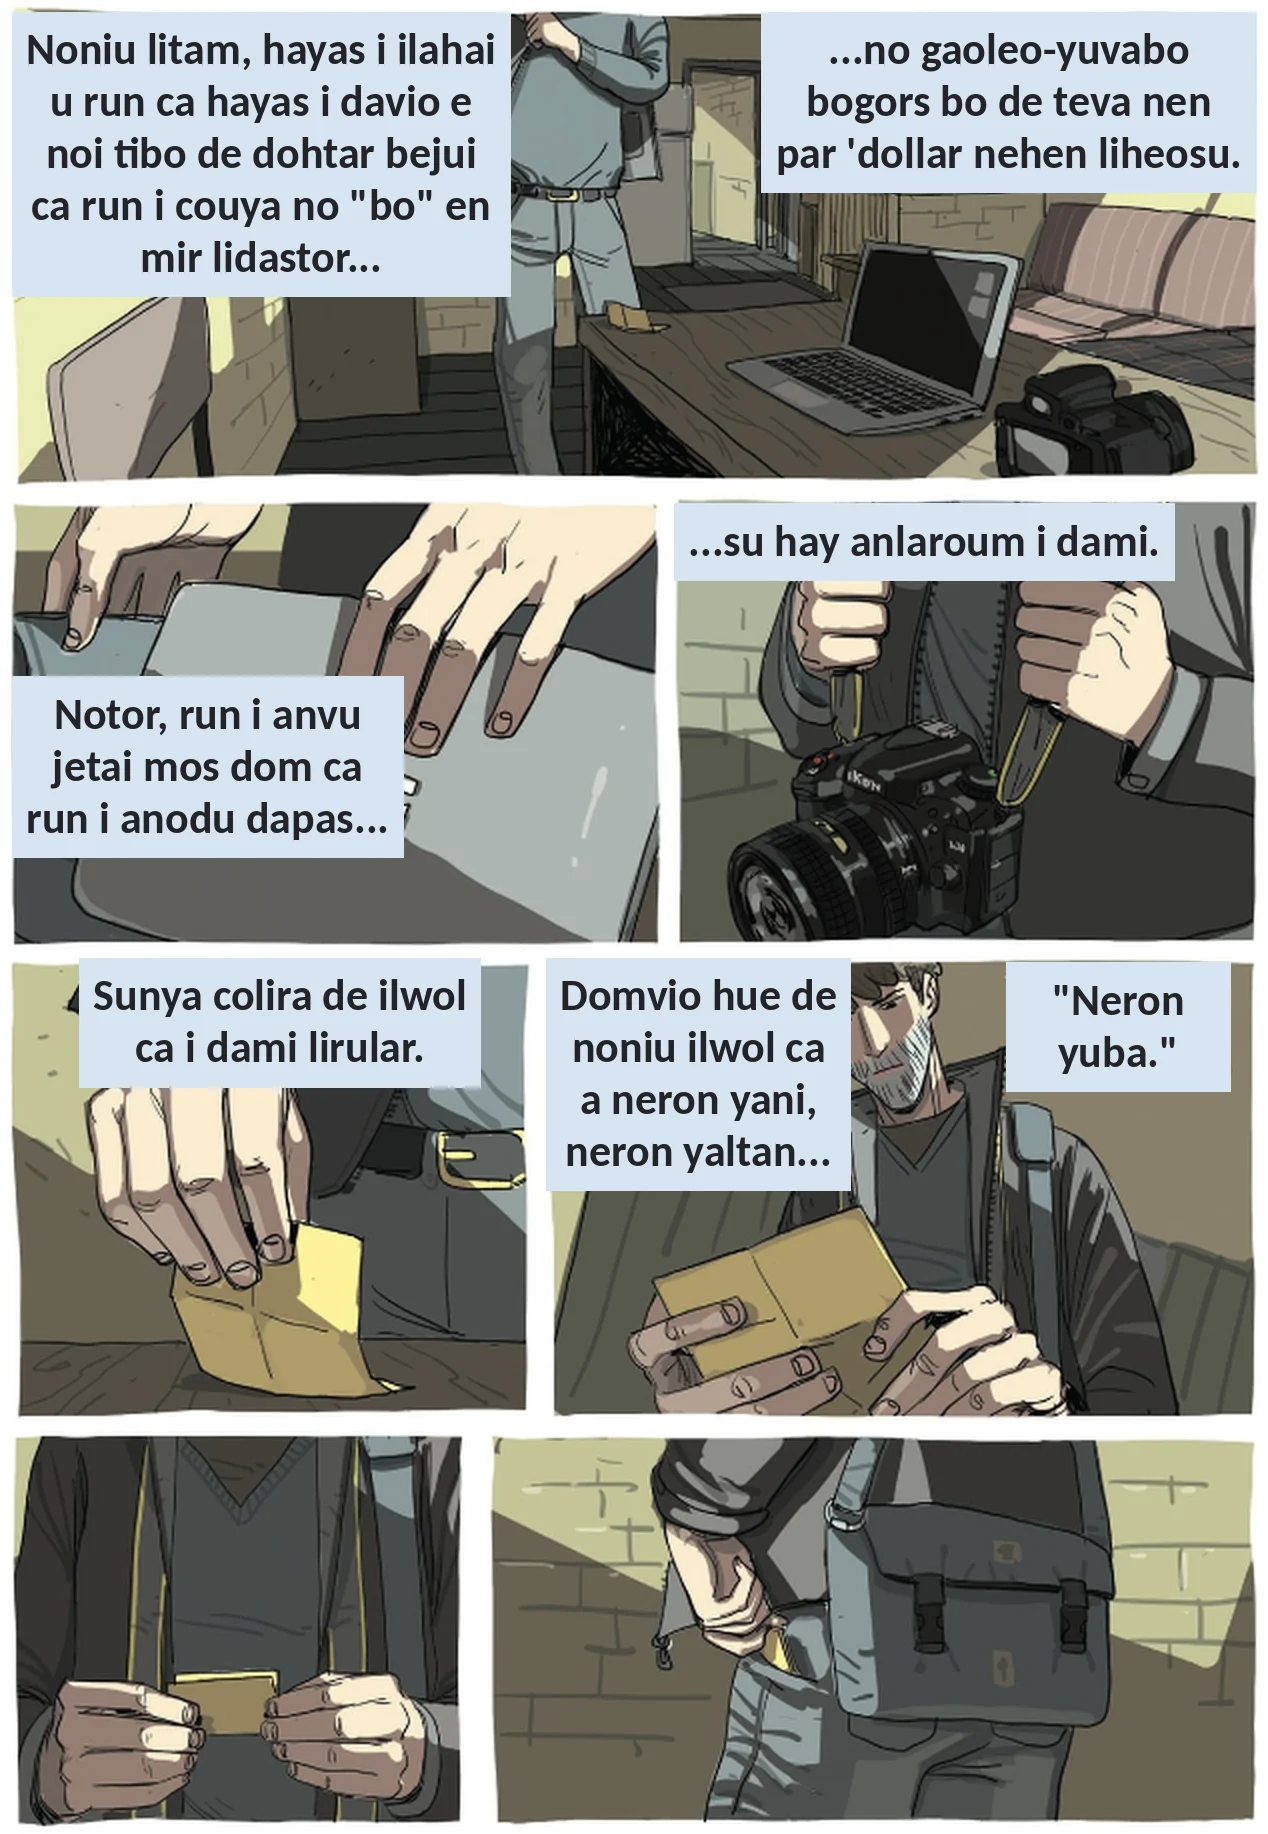 Noniu litam, hayas i ilahai
u run ca hayas i davio e
noi tibo de dohtar bejui
ca run i couya no "bo" en
mir lidastor...
...no gaoleo-yuvabo
bogors bo de teva nen
par 'dollar nehen liheosu.
Notor, run i anvu
jetai mos dom ca
run i anodu dapas...
...su hay anlaroum i dami.
iKON
Sunya colira de ilwol
ca i dami lirular.
Domvio hue de
noniu ilwol ca
a neron yani,
neron yaltan...
"Neron
yuba."